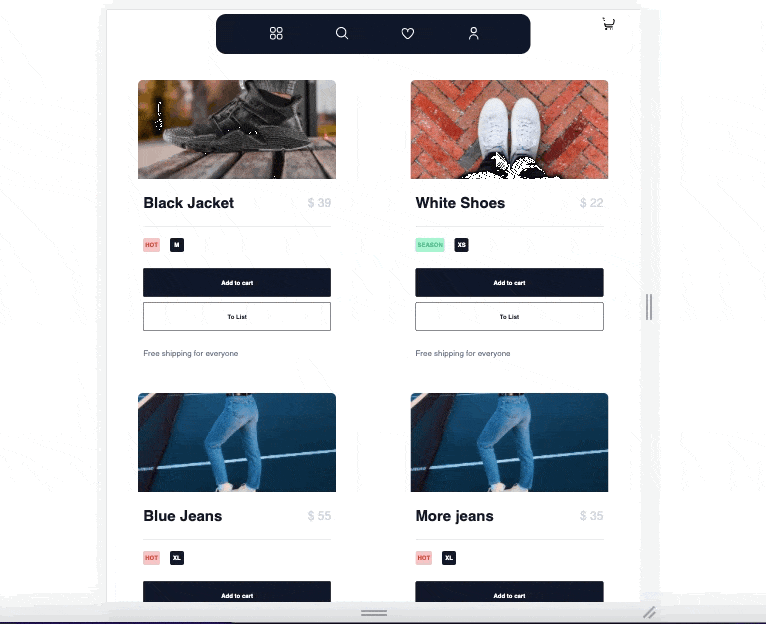 Black Jacket $ 39
HOT M
Add to cart
To List
Free shipping for everyone
White Shoes $ 22
SEASON XS
Add to cart
To List
Free shipping for everyone
Blue Jeans $ 55
HOT XL
Add to cart
More jeans $ 35
HOT XL
Add to cart